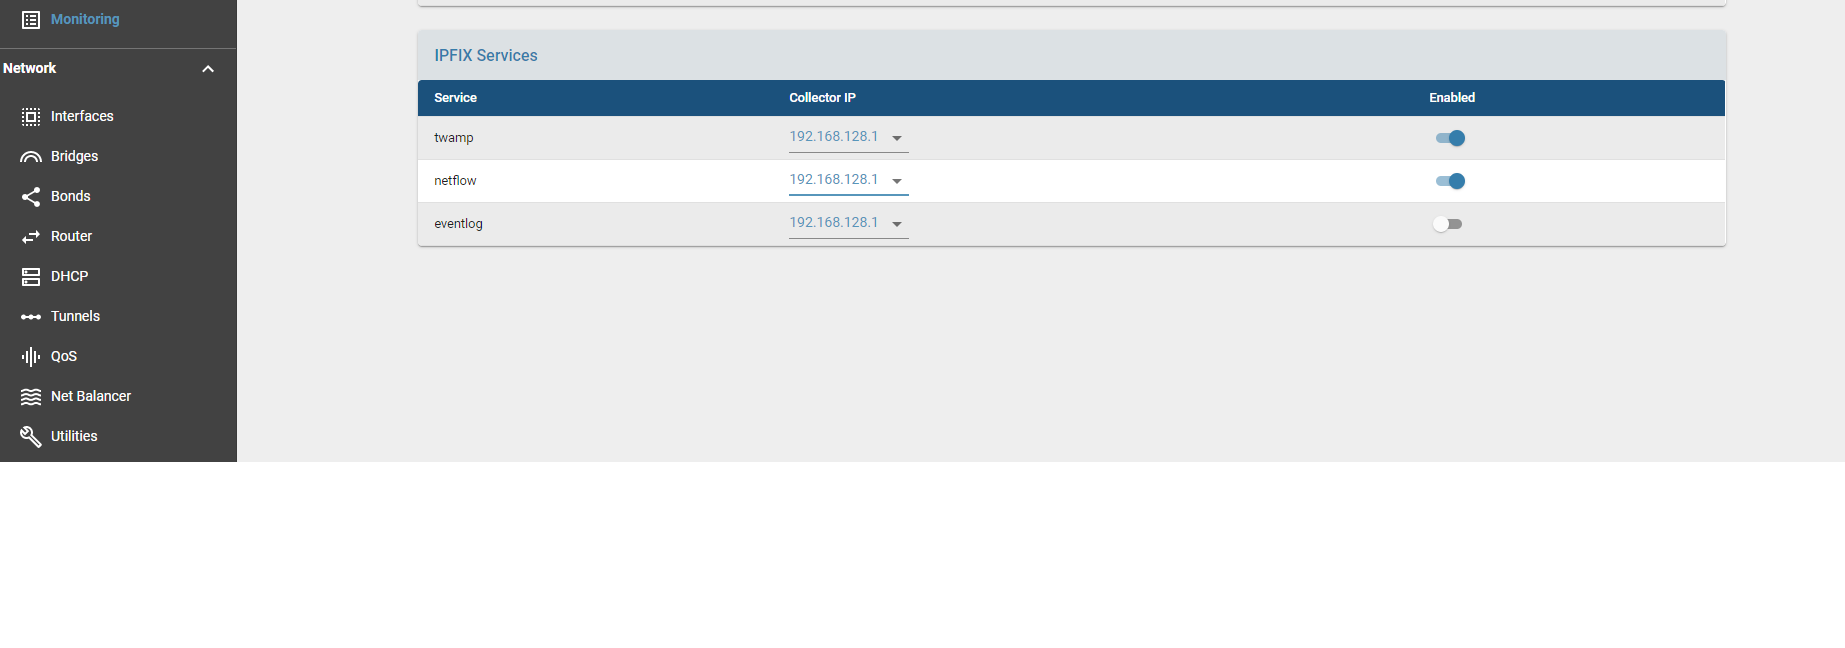 Monitoring
Network
Interfaces
Bridges
Bonds
Router
DHCP
Tunnels
QoS
Net Balancer
Utilities
IPFIX Services
Service Collector IP Enabled
twamp 192.168.128.1
netflow 192.168.128.1
eventlog 192.168.128.1